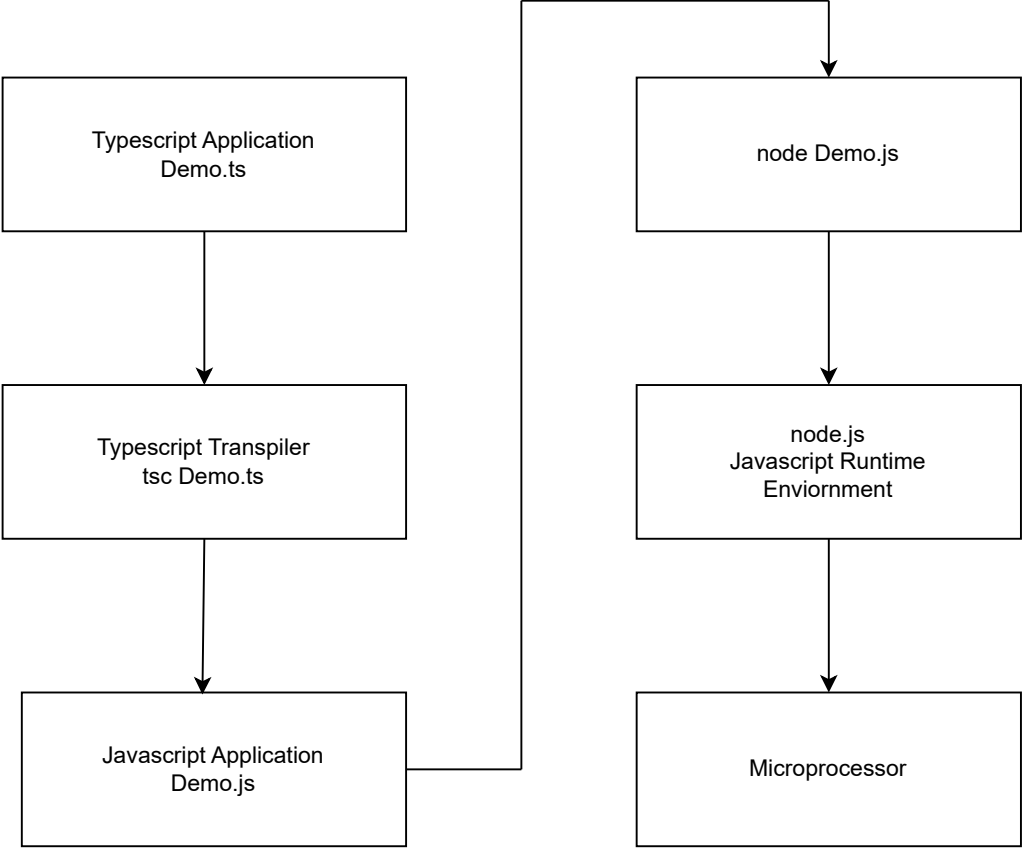 Typescript Application
Demo.ts
Typescript Transpiler
tsc Demo.ts
Javascript Application
Demo.js
node Demo.js
node.js
Javascript Runtime
Enviornment
Microprocessor